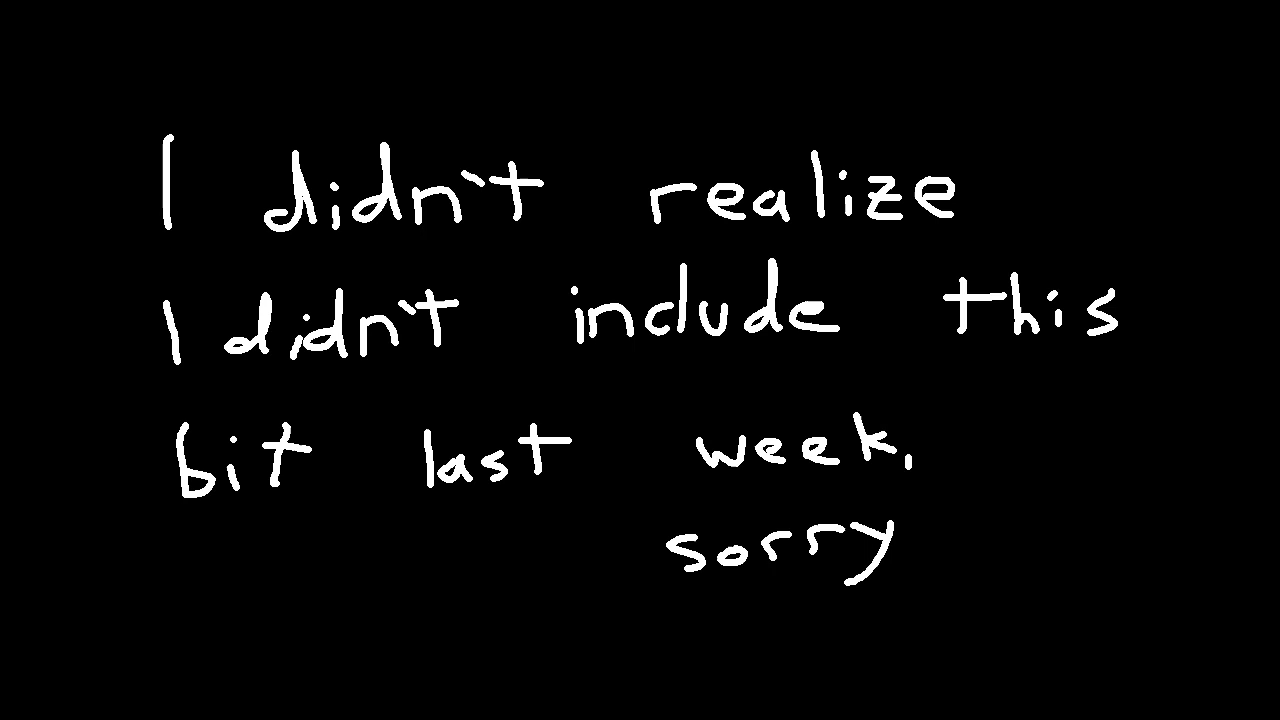 I didn't realize
I didn't include this
bit last week,
sorry